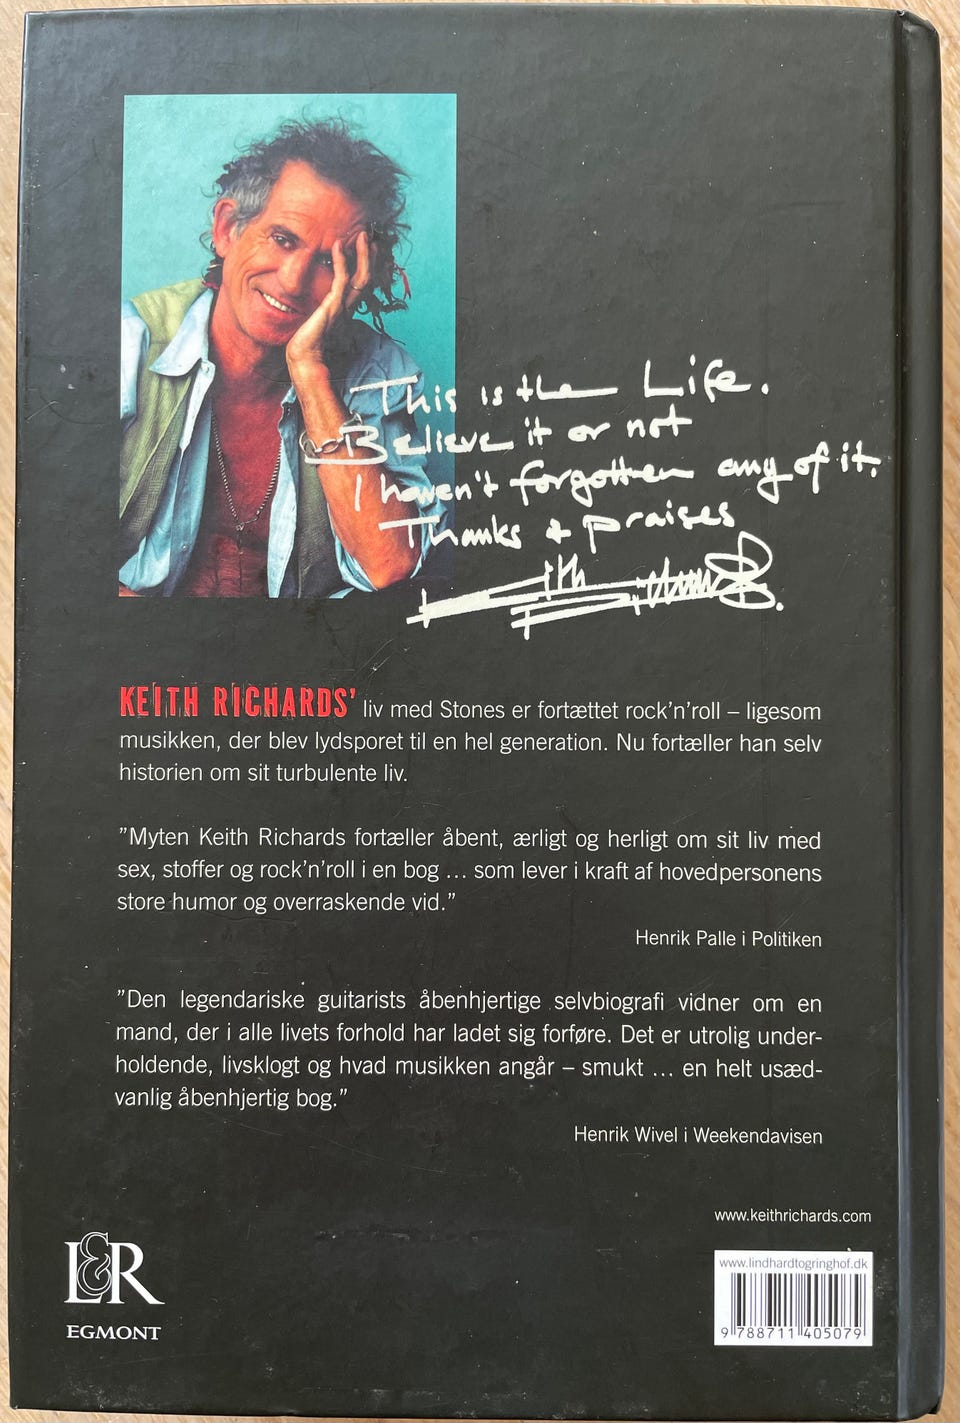 This is the Life.
Believe it or not
I haven't forgotten any of it.
Thanks & praises
KEITH RICHARDS' liv med Stones er fortættet rock'n'roll – ligesom
musikken, der blev lydsporet til en hel generation. Nu fortæller han selv
historien om sit turbulente liv.
”Myten Keith Richards fortæller åbent, ærligt og herligt om sit liv med
sex, stoffer og rock'n'roll i en bog ... som lever i kraft af hovedpersonens
store humor og overraskende vid.”
Henrik Palle i Politiken
”Den legendariske guitarists åbenhjertige selvbiografi vidner om en
mand, der i alle livets forhold har ladet sig forføre. Det er utrolig under-
holdende, livsklogt og hvad musikken angår – smukt ... en helt usæd-
vanlig åbenhjertig bog.”
Henrik Wivel i Weekendavisen
www.keithrichards.com
L&R
EGMONT
www.lindhardtogringhof.dk
9 788711 405079